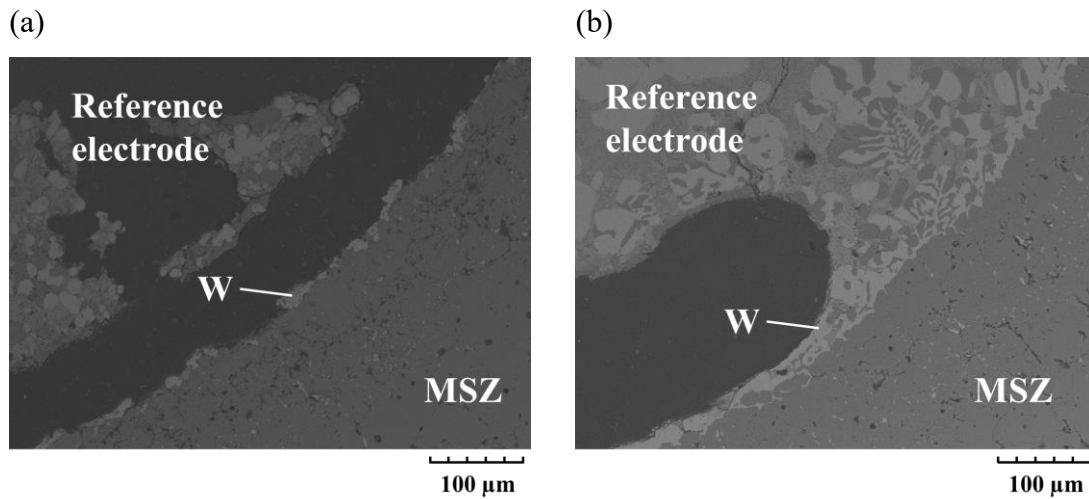 (a)
(b)
Reference
electrode
W
MSZ
100 µm
Reference
electrode
W
MSZ
100 µm